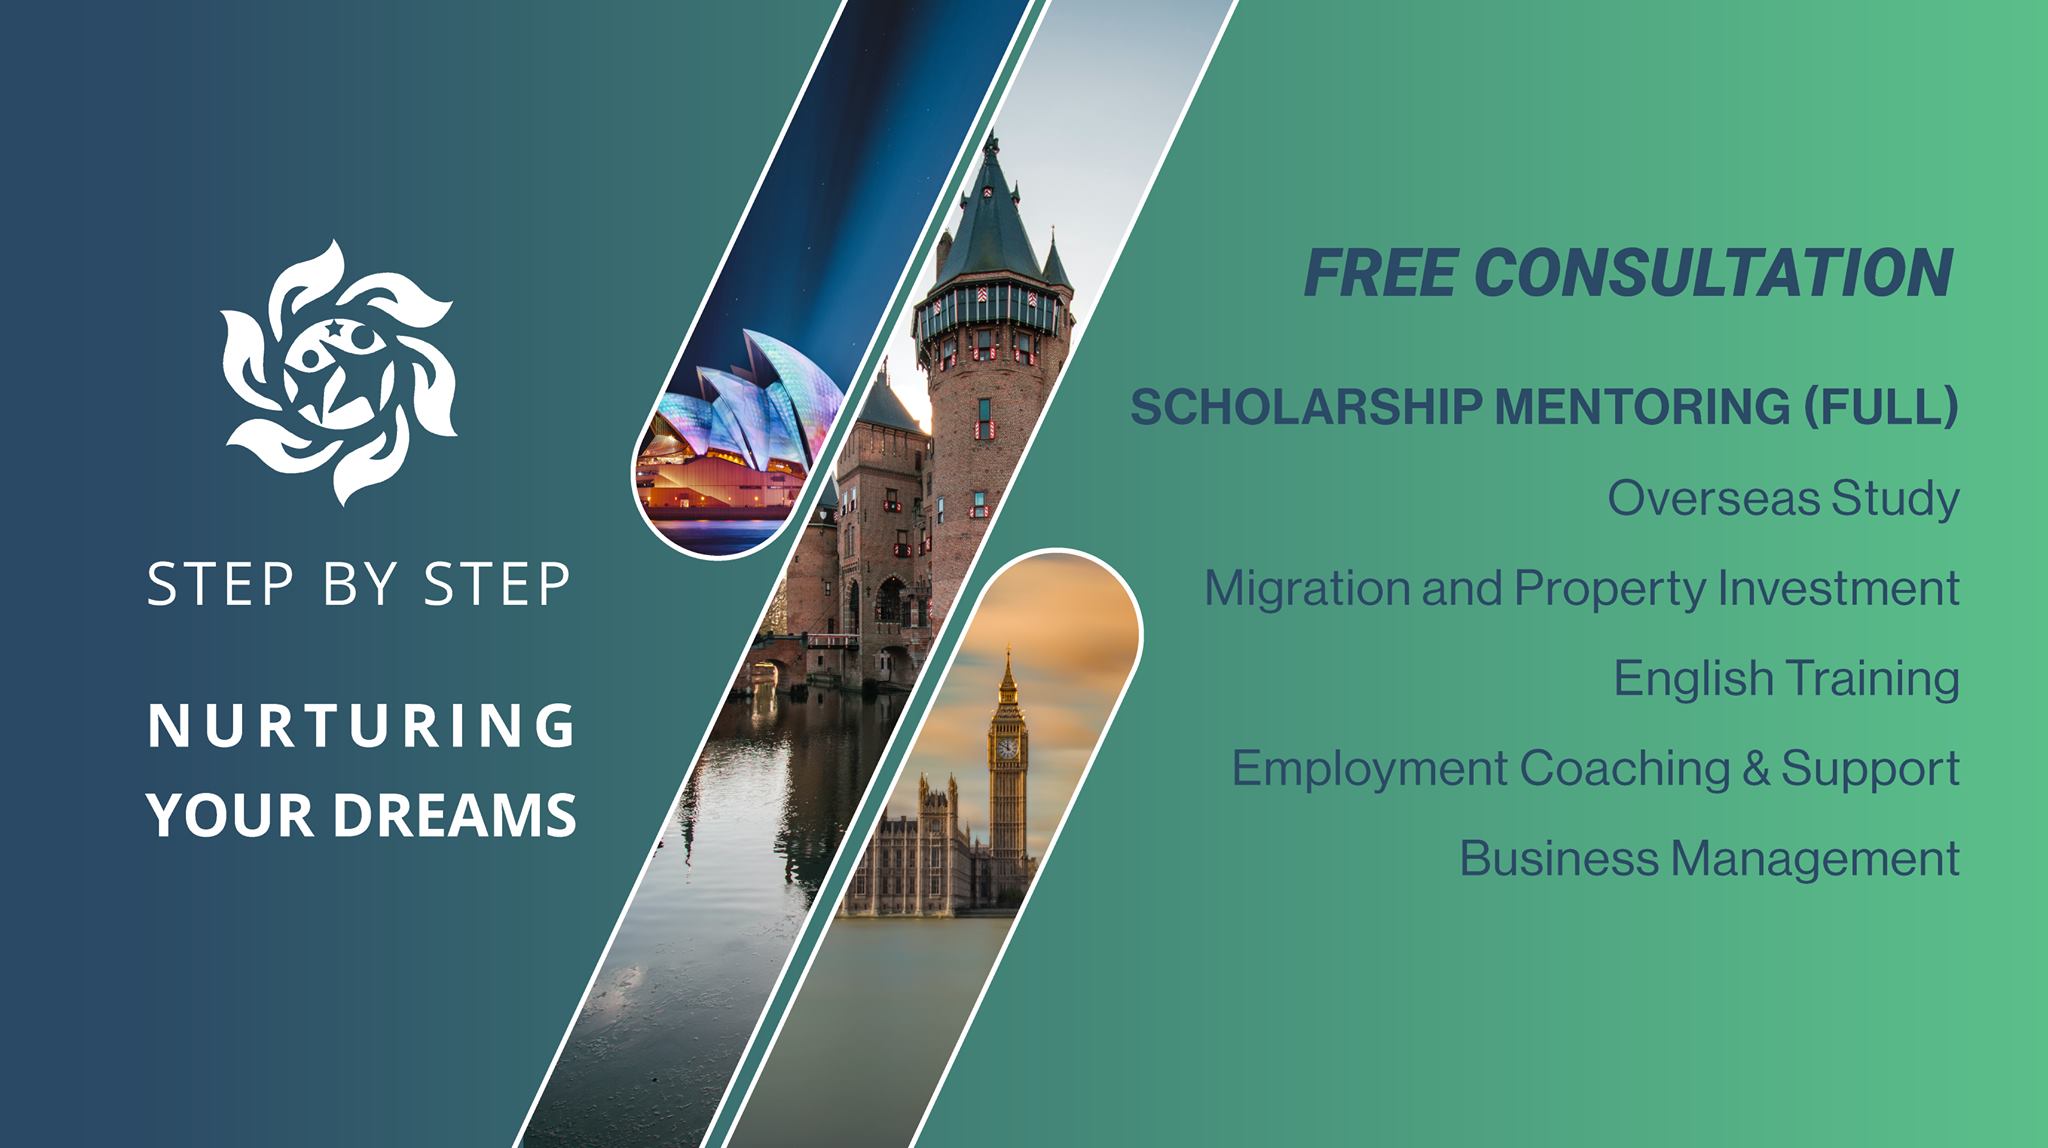 STEP BY STEP
NURTURING
YOUR DREAMS
FREE CONSULTATION
SCHOLARSHIP MENTORING (FULL)
Overseas Study
Migration and Property Investment
English Training
Employment Coaching & Support
Business Management